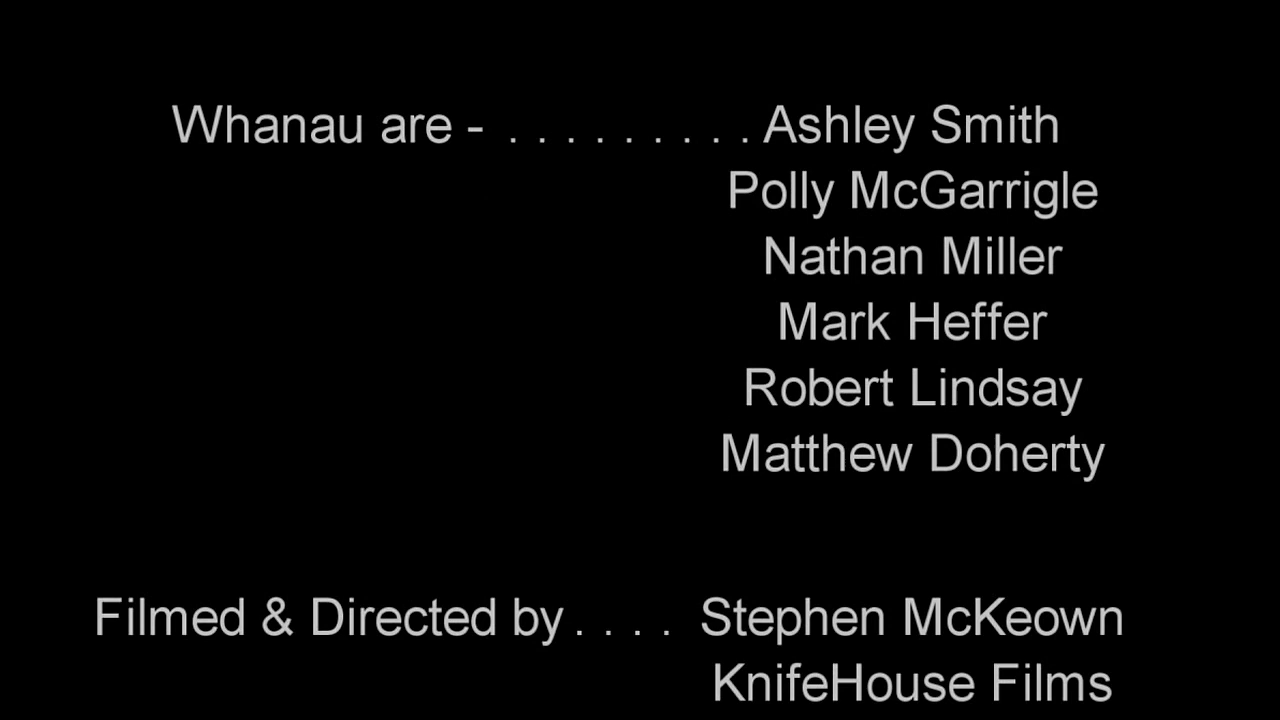 Whanau are - . . . . . . . . . Ashley Smith
Polly McGarrigle
Nathan Miller
Mark Heffer
Robert Lindsay
Matthew Doherty
Filmed & Directed by . . . . Stephen McKeown
KnifeHouse Films